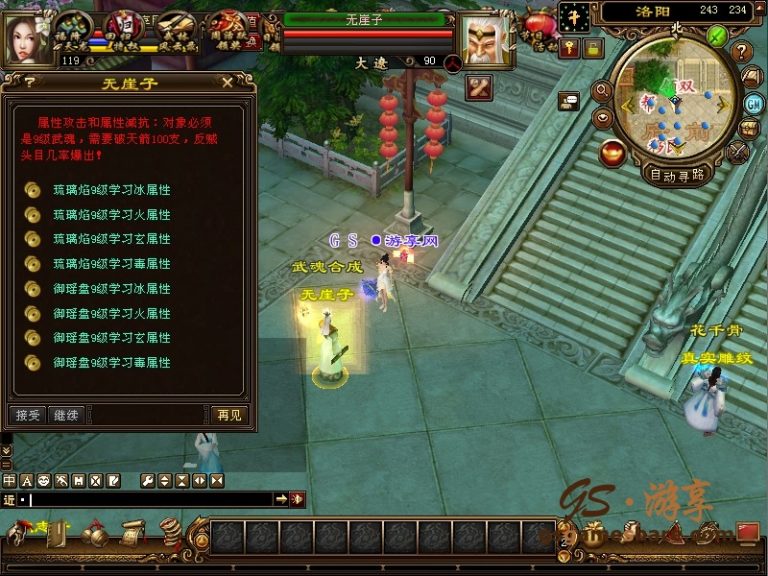 无崖子
洛阳
243 234
北
119
大遼
90
无崖子
属性攻击和属性减抗：对象必须
是9级武魂，需要破天箭100支，反贼
头目几率爆出！
琉璃焰9级学习冰属性
琉璃焰9级学习火属性
琉璃焰9级学习玄属性
琉璃焰9级学习毒属性
御瑶盘9级学习冰属性
御瑶盘9级学习火属性
御瑶盘9级学习玄属性
御瑶盘9级学习毒属性
接受
继续
再见
GM
自动寻路
GS●游享网
武魂合成
无崖子
花千骨
真实雕纹
近
GS·游享